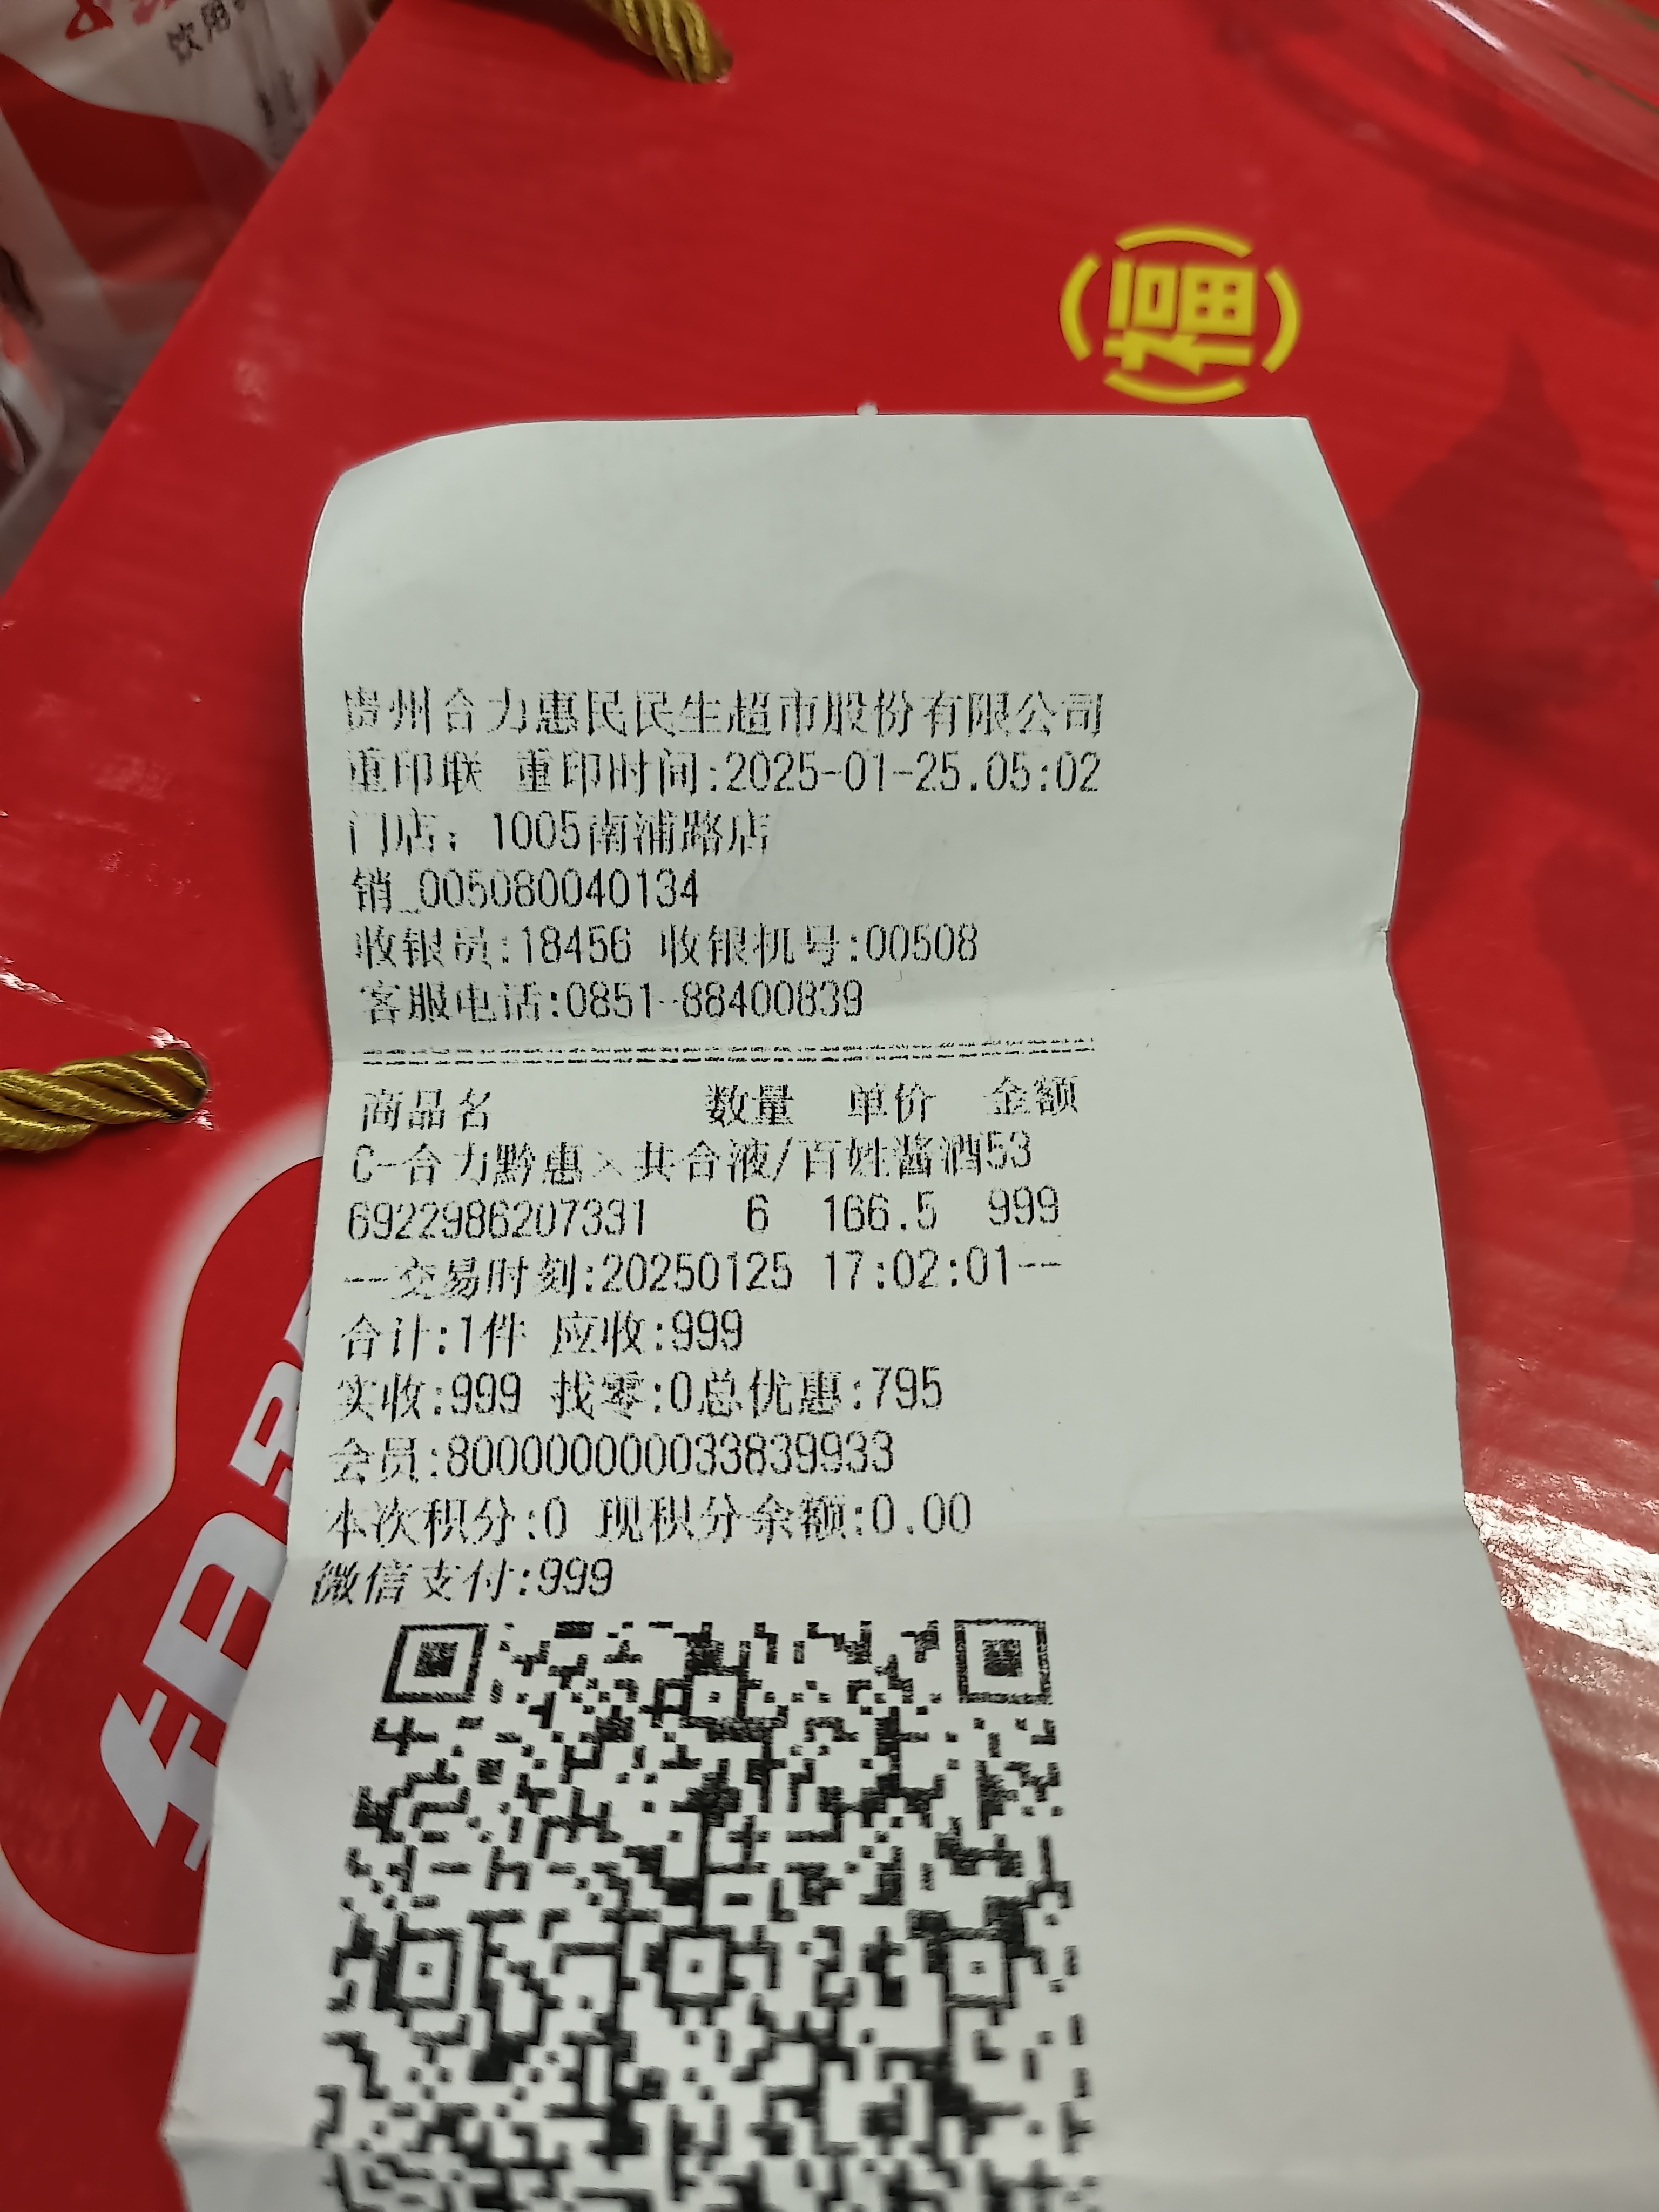 饮用
福
贵州合力惠民民生超市股份有限公司
重印联 重印时间:2025-01-25.05:02
门店: 1005南浦路店
销_005080040134
收银员:18456 收银机号:00508
客服电话:0851-88400839
商品名 数量 单价 金额
C-合力黔惠×共合液/百姓酱酒53
6922986207331 6 166.5 999
--交易时刻:20250125 17:02:01--
合计:1件 应收:999
实收:999 找零:0总优惠:795
会员:800000000033839933
本次积分:0 现积分余额:0.00
微信支付:999